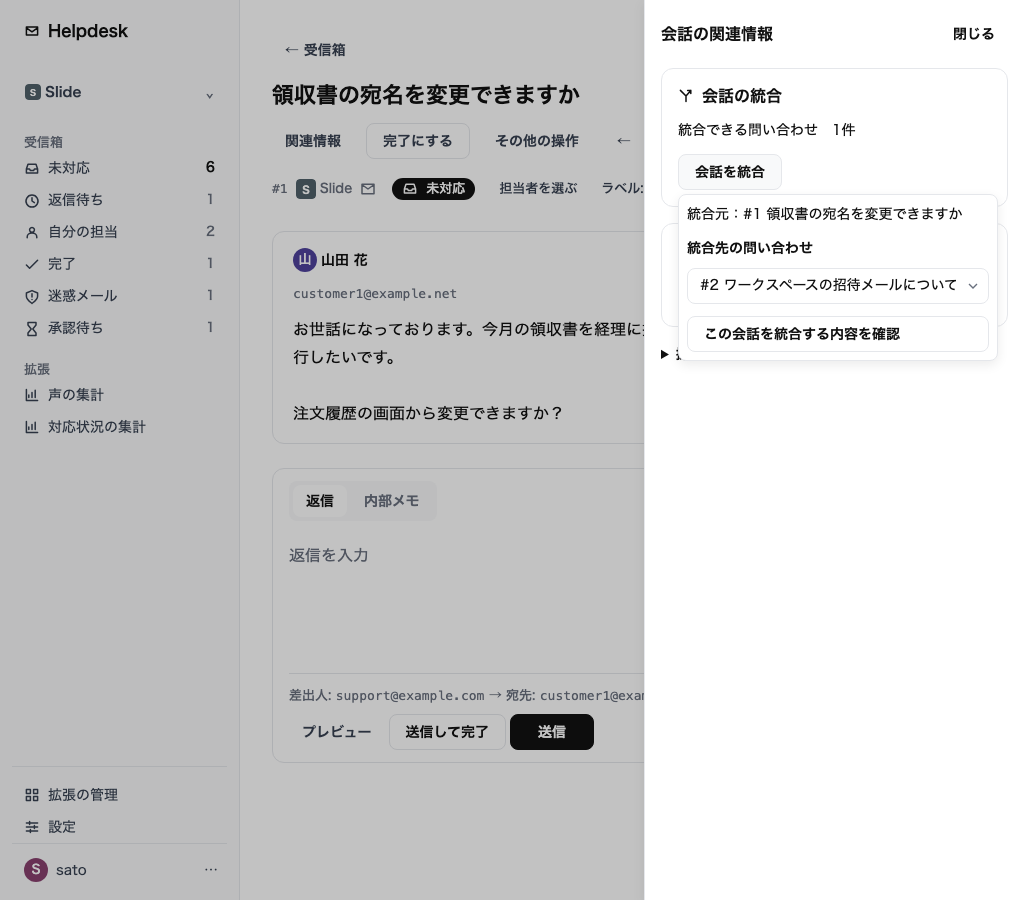 Helpdesk
S Slide
受信箱
未対応 6
返信待ち 1
自分の担当 2
完了 1
迷惑メール 1
承認待ち 1
拡張
声の集計
対応状況の集計
拡張の管理
設定
S sato ...
← 受信箱
領収書の宛名を変更できますか
関連情報 完了にする その他の操作 ←
#1 S Slide 未対応 担当者を選ぶ ラベル:
山 山田 花
customer1@example.net
お世話になっております。今月の領収書を経理に
行したいです。
注文履歴の画面から変更できますか？
返信 内部メモ
返信を入力
差出人: support@example.com → 宛先: customer1@exam
プレビュー 送信して完了 送信
会話の関連情報 閉じる
会話の統合
統合できる問い合わせ 1件
会話を統合
統合元：#1 領収書の宛名を変更できますか
統合先の問い合わせ
#2 ワークスペースの招待メールについて
この会話を統合する内容を確認